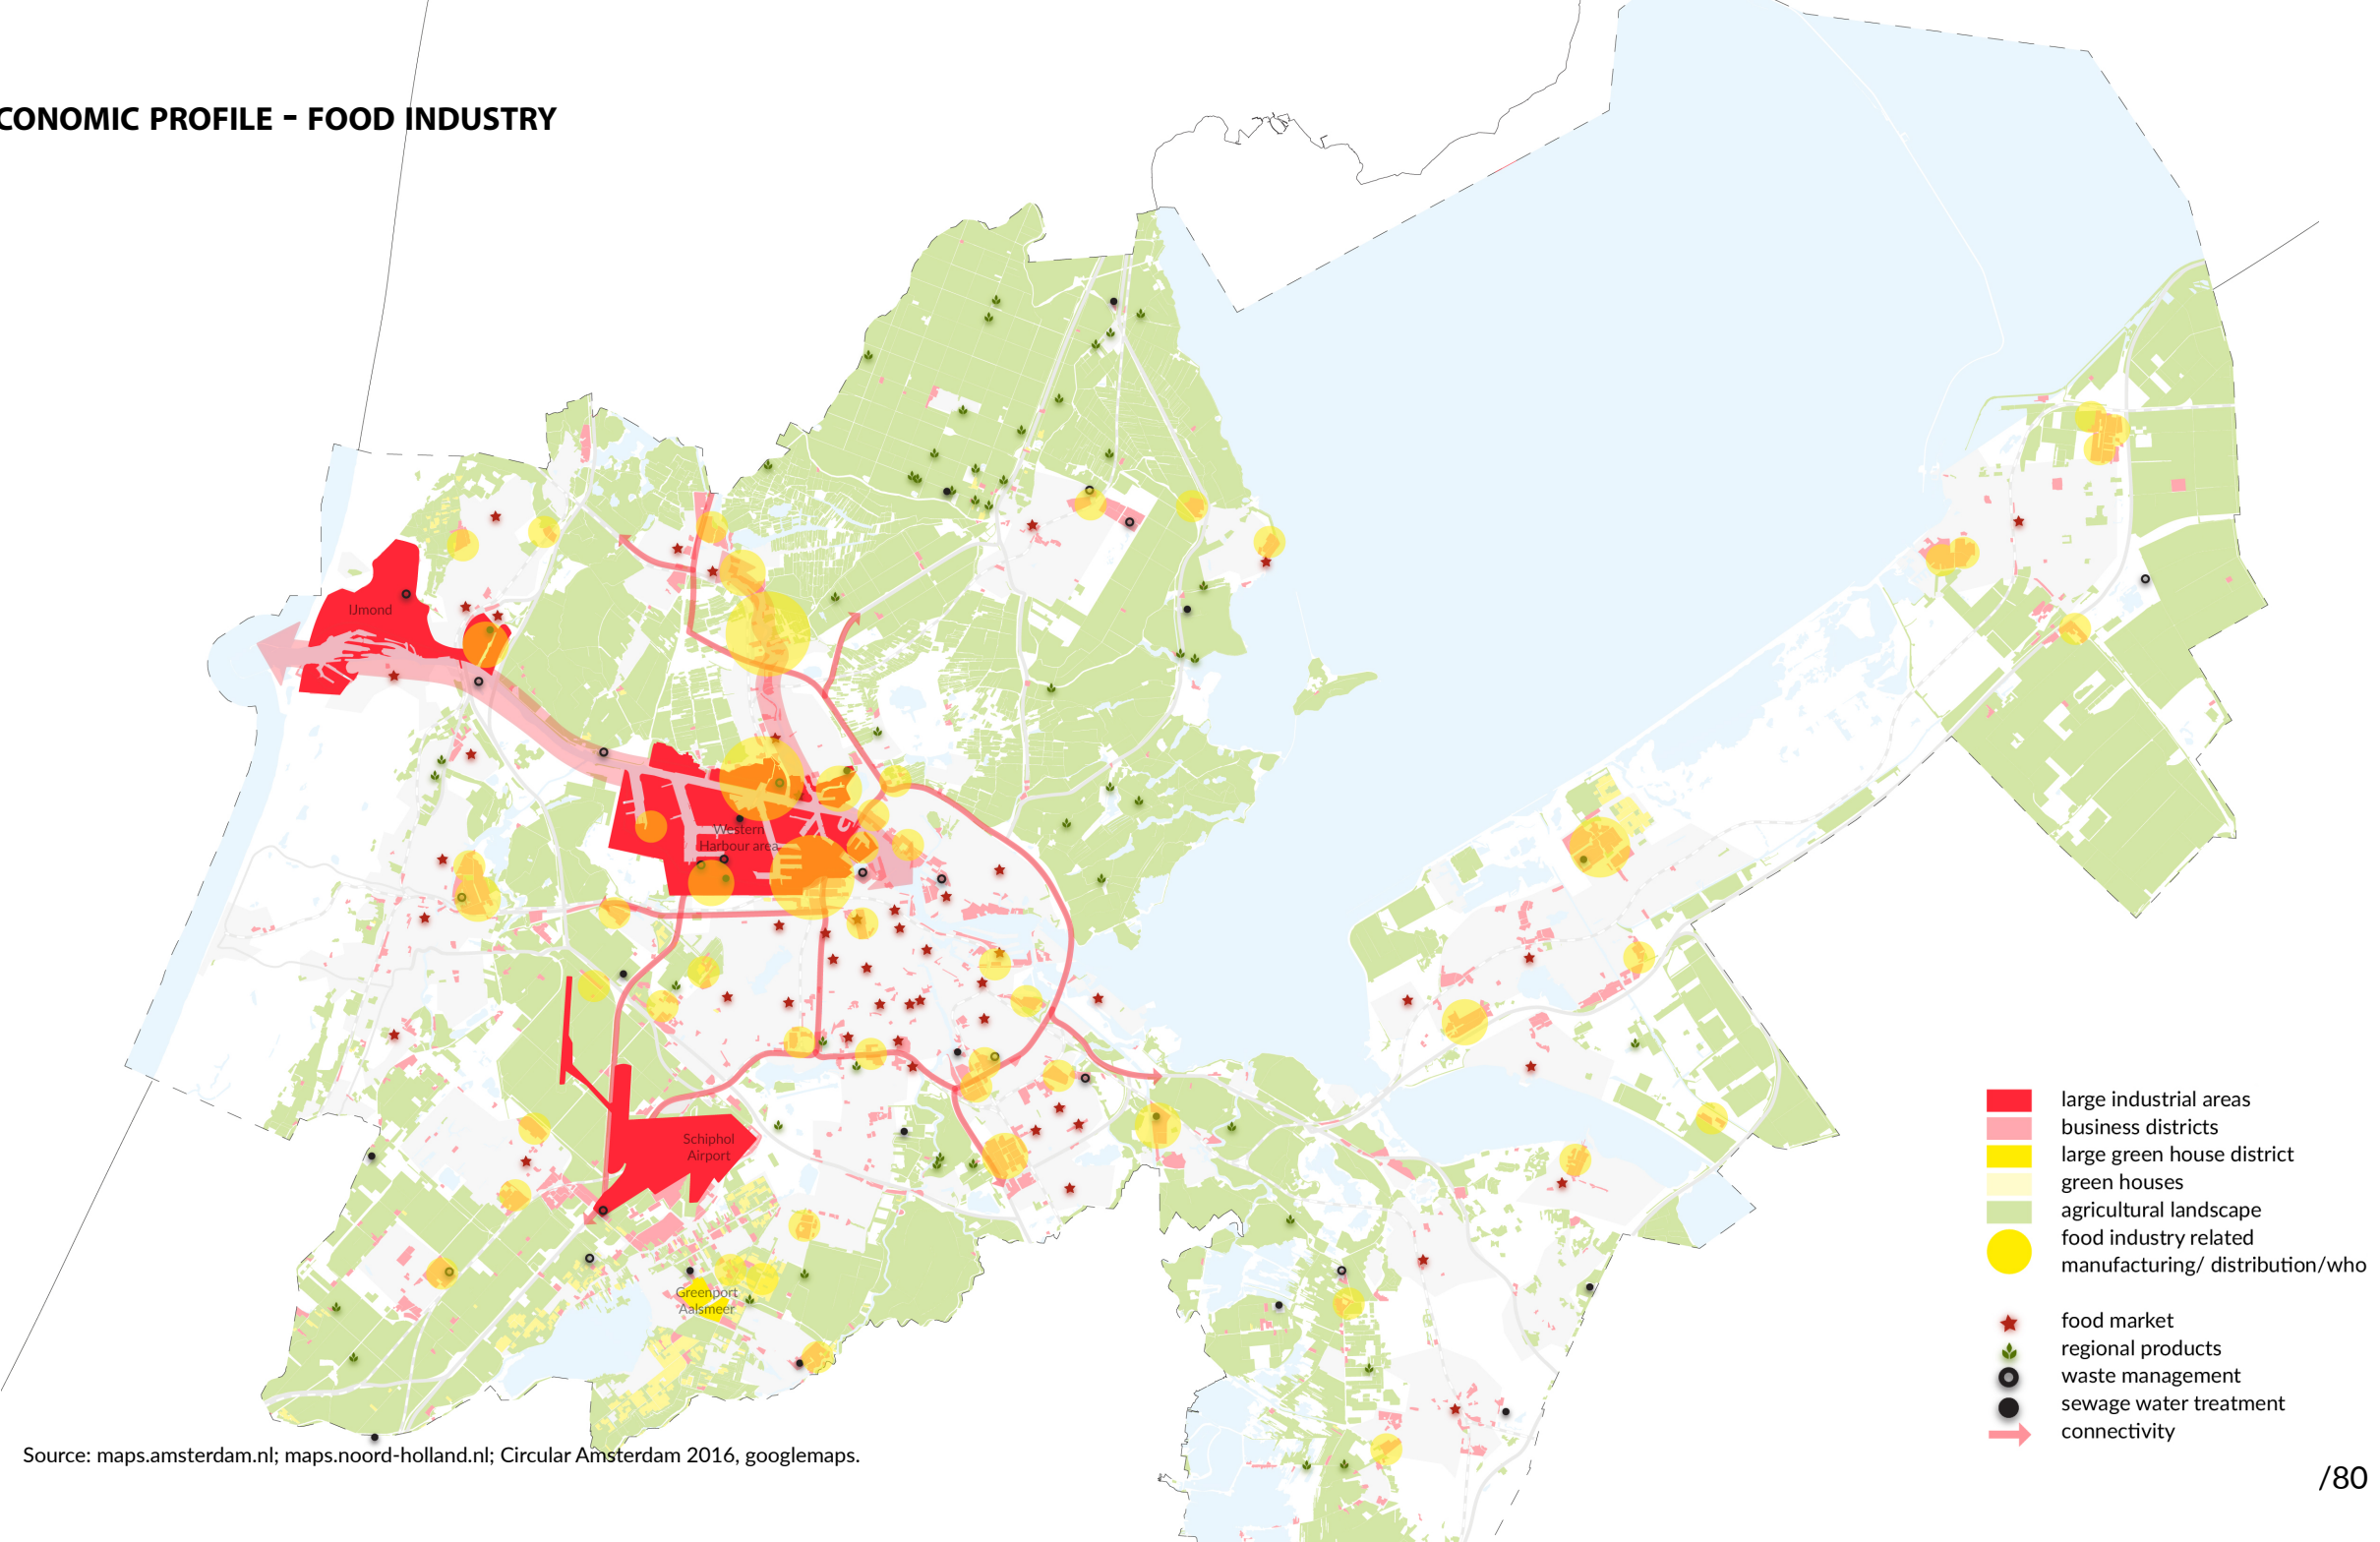 CONOMIC PROFILE - FOOD INDUSTRY
IJmond
Western
Harbour area
Schiphol
Airport
Greenport
Aalsmeer
large industrial areas
business districts
large green house district
green houses
agricultural landscape
food industry related
manufacturing/ distribution/who
food market
regional products
waste management
sewage water treatment
connectivity
Source: maps.amsterdam.nl; maps.noord-holland.nl; Circular Amsterdam 2016, googlemaps.
/80